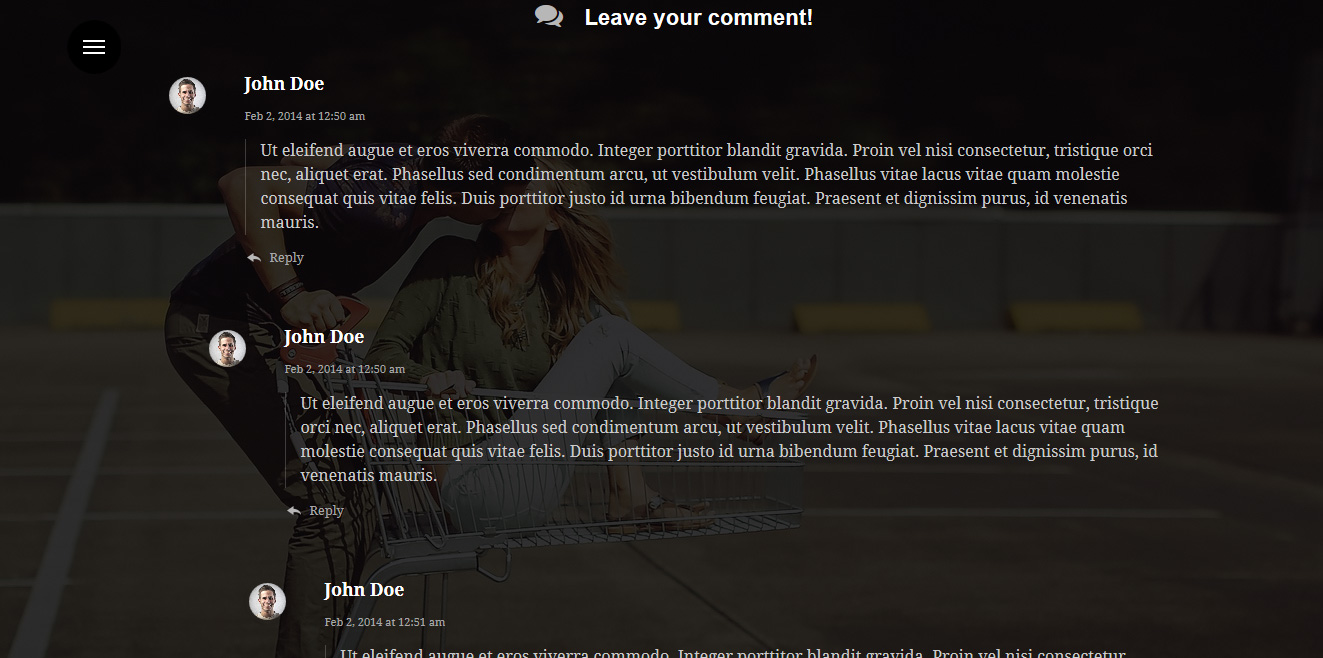 Leave your comment!
John Doe
Feb 2, 2014 at 12:50 am
Ut eleifend augue et eros viverra commodo. Integer porttitor blandit gravida. Proin vel nisi consectetur, tristique orci
nec, aliquet erat. Phasellus sed condimentum arcu, ut vestibulum velit. Phasellus vitae lacus vitae quam molestie
consequat quis vitae felis. Duis porttitor justo id urna bibendum feugiat. Praesent et dignissim purus, id venenatis
mauris.
Reply
John Doe
Feb 2, 2014 at 12:50 am
Ut eleifend augue et eros viverra commodo. Integer porttitor blandit gravida. Proin vel nisi consectetur, tristique
orci nec, aliquet erat. Phasellus sed condimentum arcu, ut vestibulum velit. Phasellus vitae lacus vitae quam
molestie consequat quis vitae felis. Duis porttitor justo id urna bibendum feugiat. Praesent et dignissim purus, id
venenatis mauris.
Reply
John Doe
Feb 2, 2014 at 12:51 am
Ut eleifend augue et eros viverra commodo. Integer porttitor blandit gravida. Proin vel nisi consectetur,